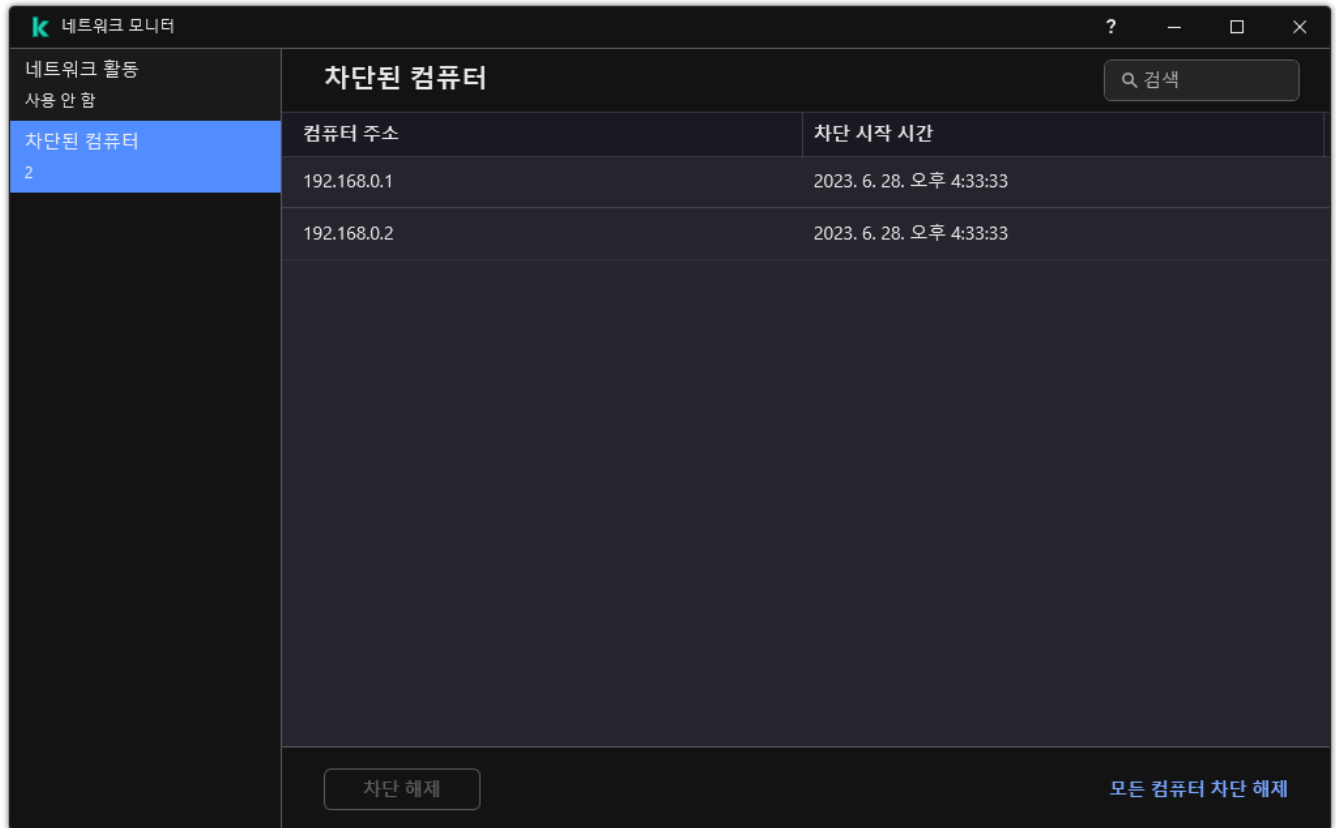 네트워크 모니터
네트워크 활동
사용 안 함
차단된 컴퓨터
2
차단된 컴퓨터
검색
컴퓨터 주소 차단 시작 시간
192.168.0.1 2023. 6. 28. 오후 4:33:33
192.168.0.2 2023. 6. 28. 오후 4:33:33
차단 해제 모든 컴퓨터 차단 해제